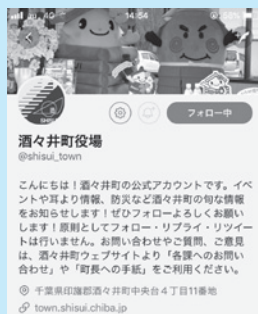 4G
14:54
フォロー中
酒々井町役場
@shisui_town
こんにちは！酒々井町の公式アカウントです。イベ
ントや耳より情報、防災など酒々井町の旬な情報
をお知らせします！ぜひフォローよろしくお願い
します！原則としてフォロー・リプライ・リツイー
トは行いません。お問い合わせやご質問、ご意見
は、酒々井町ウェブサイトより「各課へのお問い
合わせ」や「町長への手紙」をご利用ください。
千葉県印旛郡酒々井町中央台４丁目11番地
town.shisui.chiba.jp